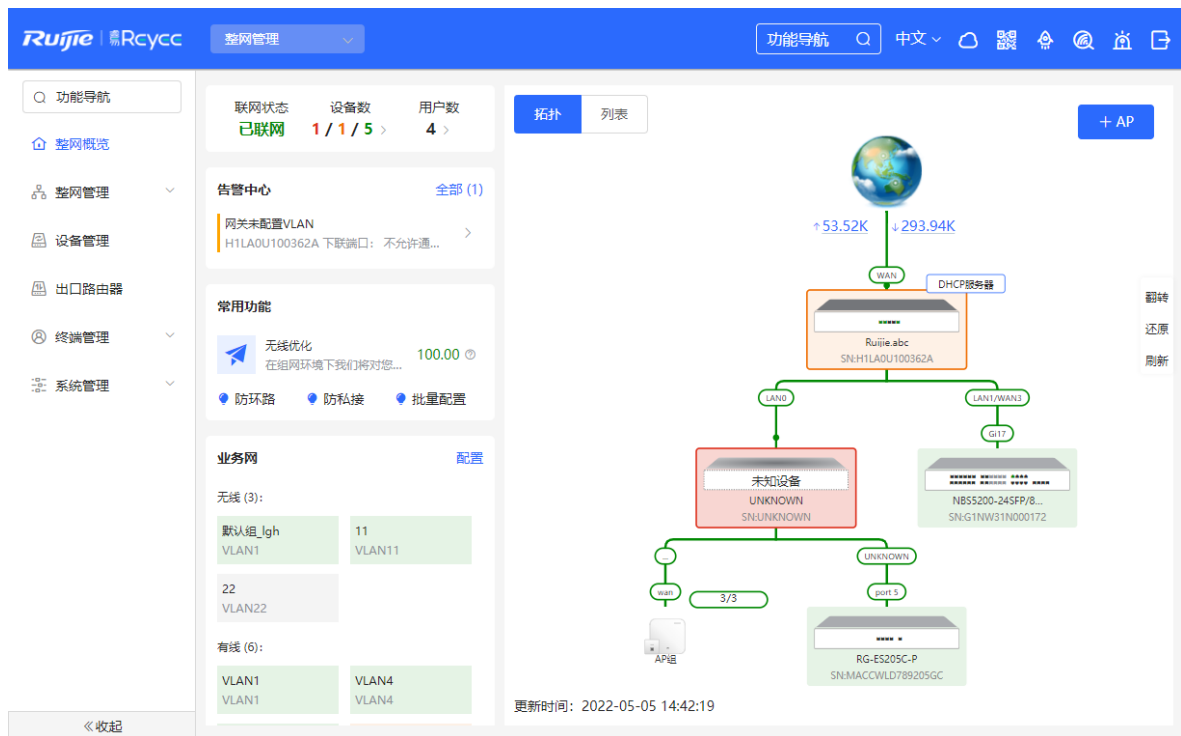 Ruijie | 睿易 Reycc
整网管理
功能导航
中文
功能导航
整网概览
整网管理
设备管理
出口路由器
终端管理
系统管理
《收起
联网状态 设备数 用户数
已联网 1 / 1 / 5 > 4 >
告警中心 全部 (1)
网关未配置VLAN
H1LA0U100362A 下联端口： 不允许通...
常用功能
无线优化
在组网环境下我们将对您...
100.00
防环路 防私接 批量配置
业务网 配置
无线 (3):
默认组_lgh
VLAN1
11
VLAN11
22
VLAN22
有线 (6):
VLAN1
VLAN1
VLAN4
VLAN4
拓扑 列表
+ AP
↑53.52K ↓293.94K
WAN
DHCP服务器
Ruijie.abc
SN:H1LA0U100362A
翻转
还原
刷新
LAN0 LAN1/WAN3
Gi17
未知设备
UNKNOWN
SN:UNKNOWN
NBS5200-24SFP/8...
SN:G1NW31N000172
... UNKNOWN
wan 3/3 port 5
AP组
RG-ES205C-P
SN:MACCWLD789205GC
更新时间：2022-05-05 14:42:19